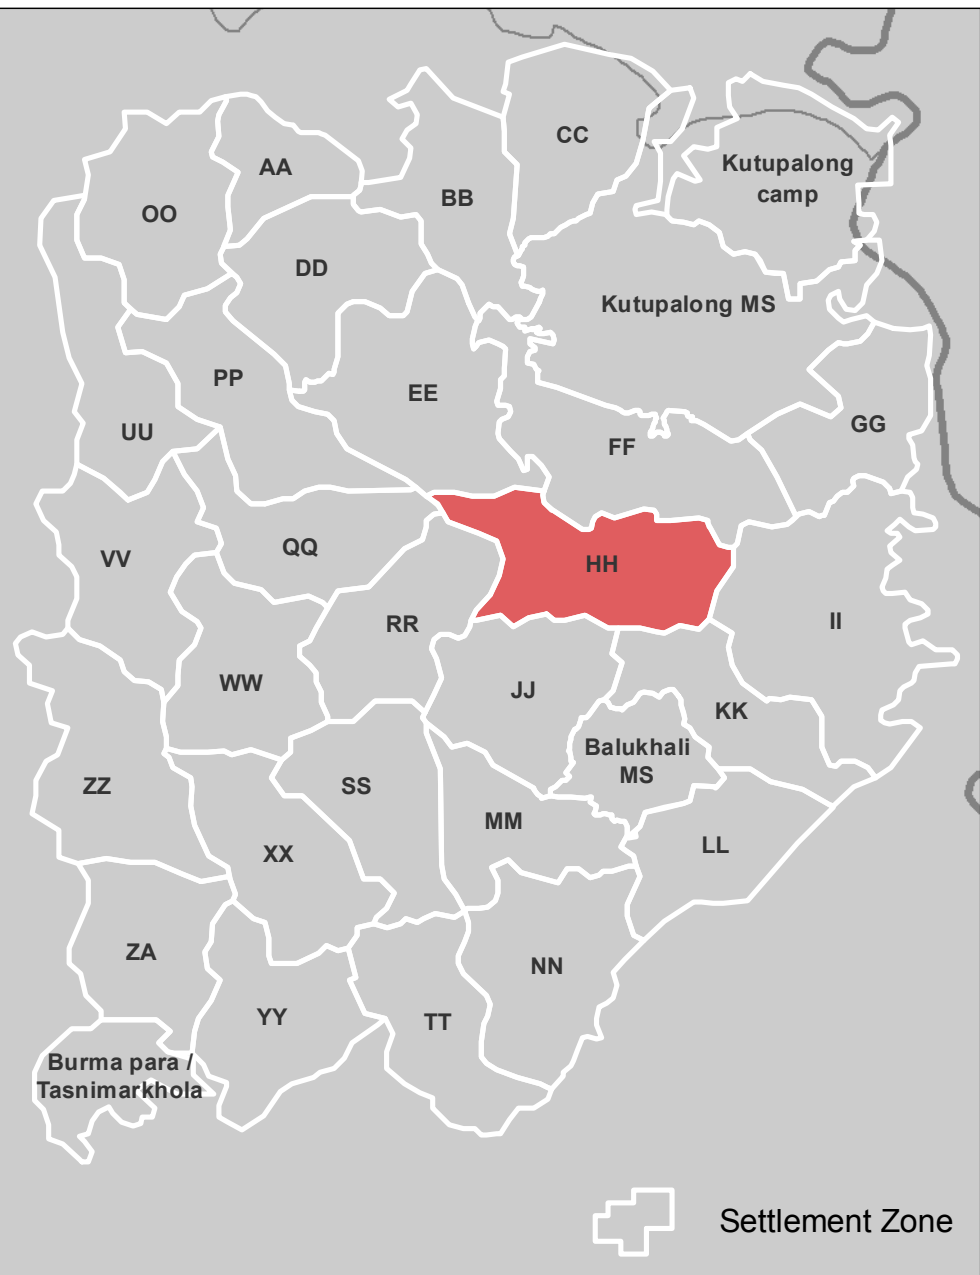 CC
Kutupalong
camp
AA
BB
OO
DD
Kutupalong MS
PP
EE
GG
UU
FF
QQ
VV
HH
II
RR
WW
JJ
KK
Balukhali
MS
ZZ
SS
MM
LL
XX
ZA
NN
YY
TT
Burma para /
Tasnimarkhola
Settlement Zone